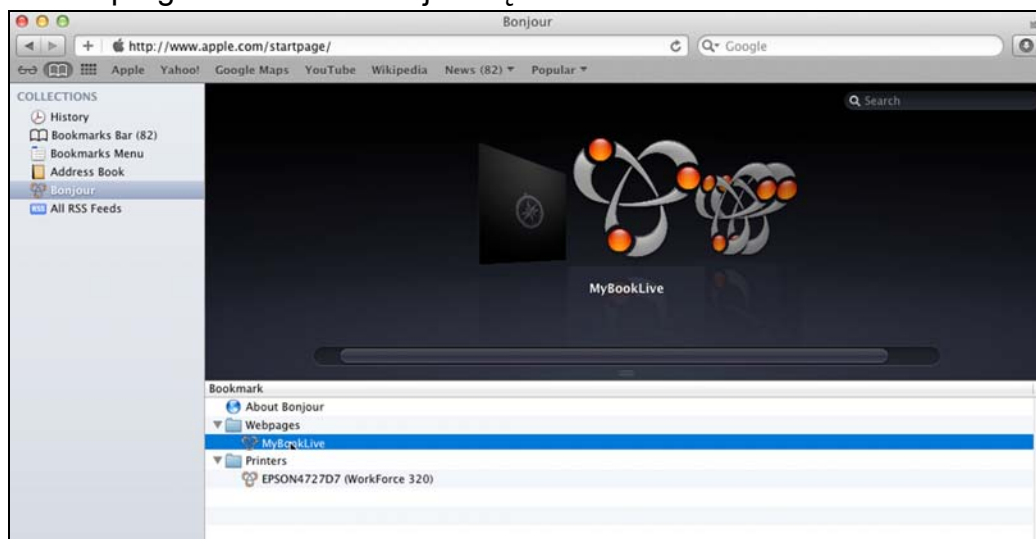 Bonjour
http://www.apple.com/startpage/
Google
Apple Yahoo! Google Maps YouTube Wikipedia News (82) Popular
COLLECTIONS
History
Bookmarks Bar (82)
Bookmarks Menu
Address Book
Bonjour
RSS All RSS Feeds
Search
MyBookLive
Bookmark
About Bonjour
Webpages
MyBookLive
Printers
EPSON4727D7 (WorkForce 320)